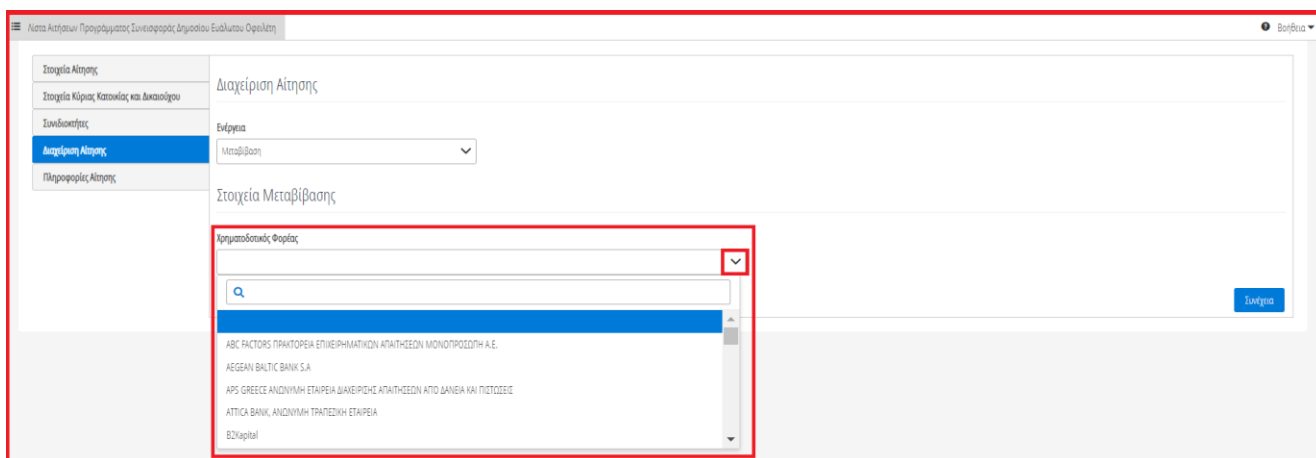 Λίστα Αιτήσεων Προγράμματος Συνεισφοράς Δημοσίου Ευάλωτου Οφειλέτη
Βοήθεια
Στοιχεία Αίτησης
Στοιχεία Κύριας Κατοικίας και Δικαιούχου
Συνιδιοκτήτες
Διαχείριση Αίτησης
Πληροφορίες Αίτησης
Διαχείριση Αίτησης
Ενέργεια
Μεταβίβαση
Στοιχεία Μεταβίβασης
Χρηματοδοτικός Φορέας
ABC FACTORS ΠΡΑΚΤΟΡΕΙΑ ΕΠΙΧΕΙΡΗΜΑΤΙΚΩΝ ΑΠΑΙΤΗΣΕΩΝ ΜΟΝΟΠΡΟΣΩΠΗ Α.Ε.
AEGEAN BALTIC BANK S.A
APS GREECE ΑΝΩΝΥΜΗ ΕΤΑΙΡΕΙΑ ΔΙΑΧΕΙΡΙΣΗΣ ΑΠΑΙΤΗΣΕΩΝ ΑΠΟ ΔΑΝΕΙΑ ΚΑΙ ΠΙΣΤΩΣΕΙΣ
ATTICA BANK, ΑΝΩΝΥΜΗ ΤΡΑΠΕΖΙΚΗ ΕΤΑΙΡΕΙΑ
B2Kapital
Συνέχεια